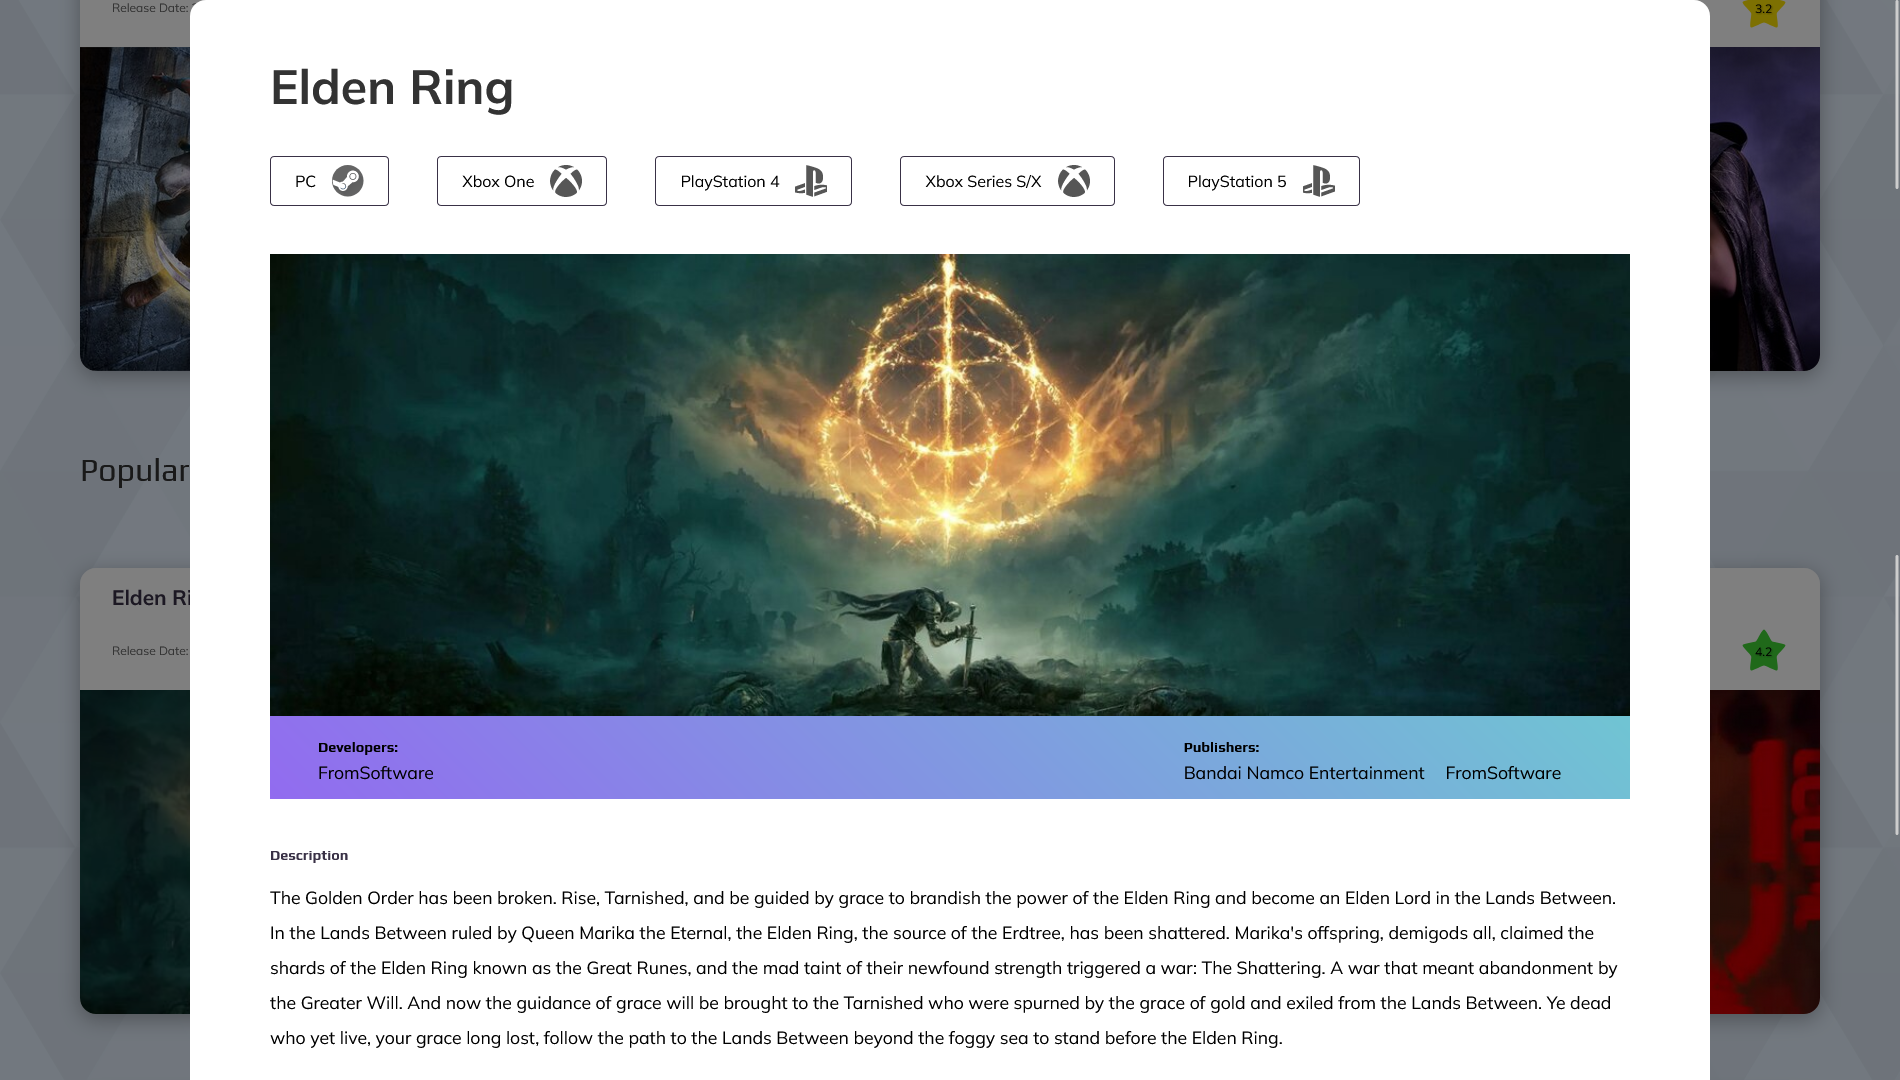 Release Date:
3.2
Elden Ring
PC
Xbox One
PlayStation 4
Xbox Series S/X
PlayStation 5
Popular
Elden Ri
Release Date:
4.2
Developers:
FromSoftware
Publishers:
Bandai Namco Entertainment FromSoftware
Description
The Golden Order has been broken. Rise, Tarnished, and be guided by grace to brandish the power of the Elden Ring and become an Elden Lord in the Lands Between.
In the Lands Between ruled by Queen Marika the Eternal, the Elden Ring, the source of the Erdtree, has been shattered. Marika's offspring, demigods all, claimed the
shards of the Elden Ring known as the Great Runes, and the mad taint of their newfound strength triggered a war: The Shattering. A war that meant abandonment by
the Greater Will. And now the guidance of grace will be brought to the Tarnished who were spurned by the grace of gold and exiled from the Lands Between. Ye dead
who yet live, your grace long lost, follow the path to the Lands Between beyond the foggy sea to stand before the Elden Ring.